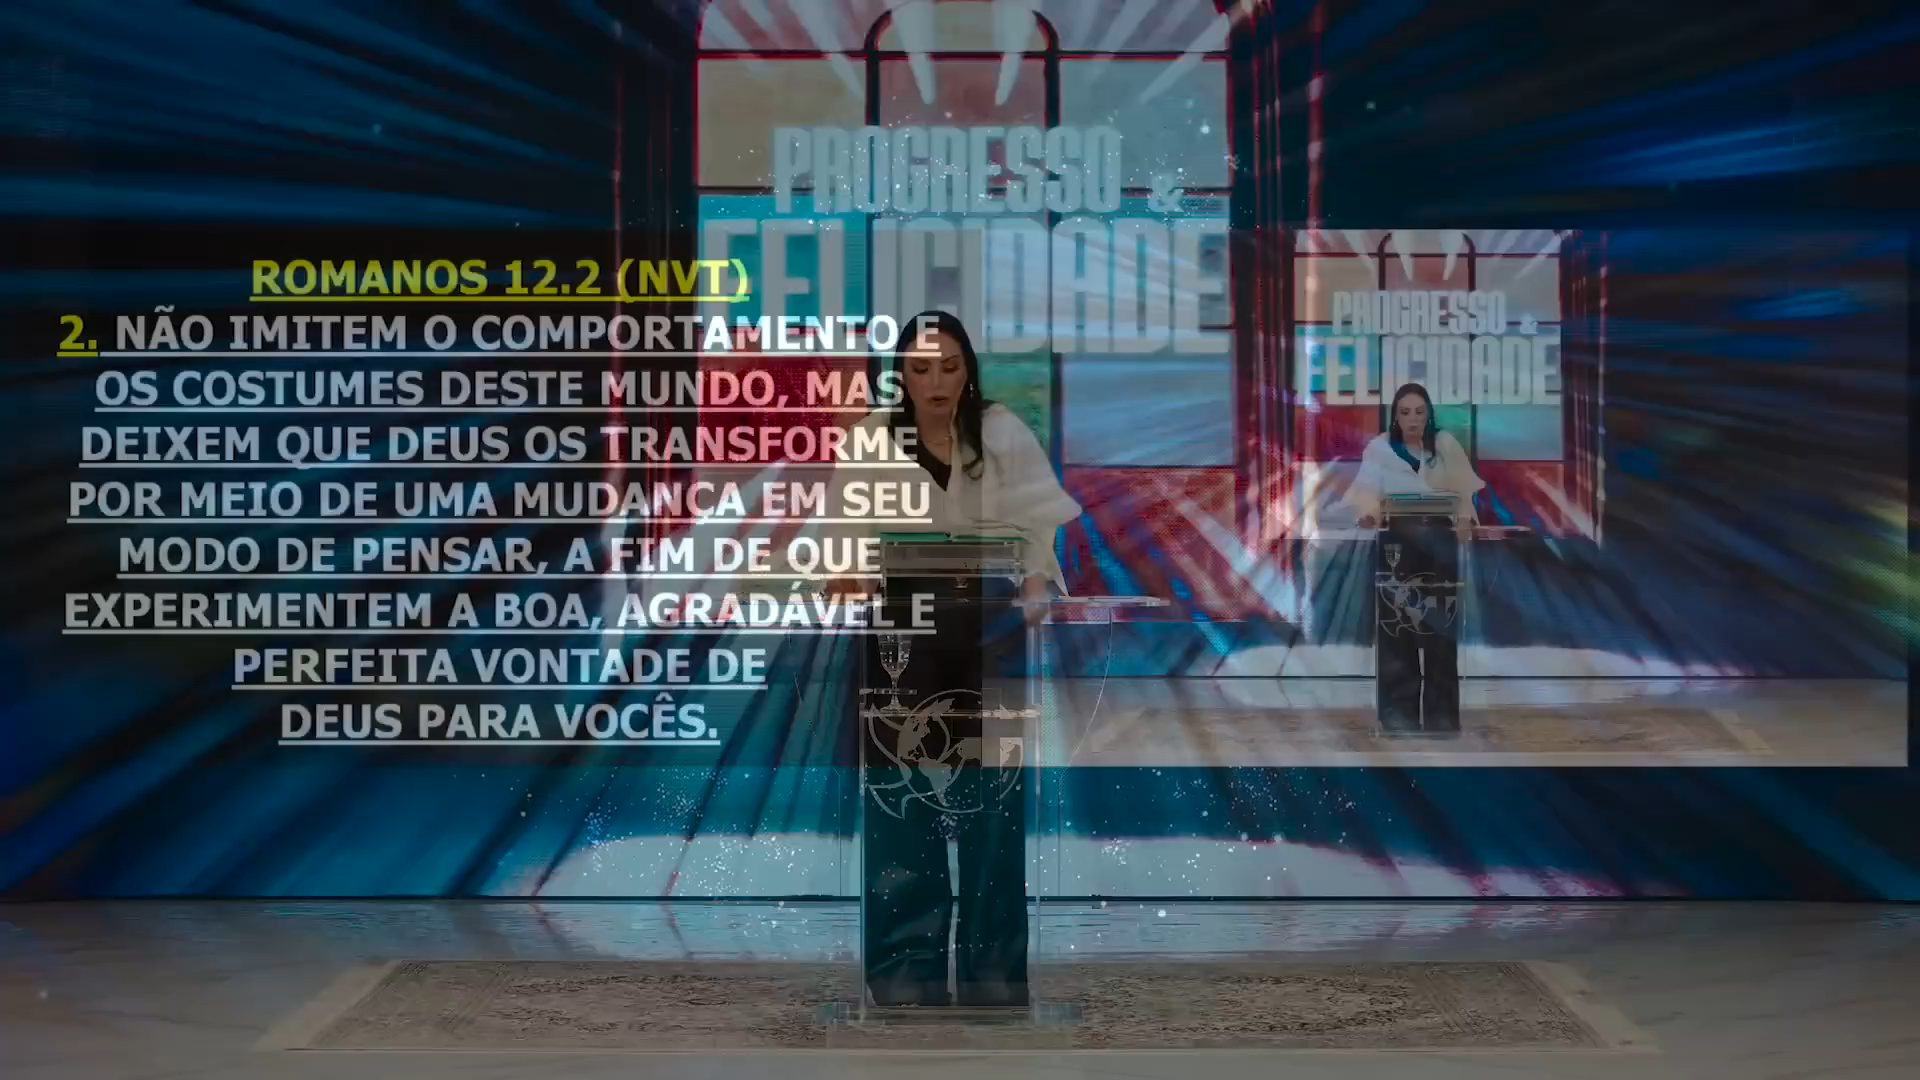 PROGRESSO &
FELICIDADE
ROMANOS 12.2 (NVT)
2. NÃO IMITEM O COMPORTAMENTO E
OS COSTUMES DESTE MUNDO, MAS
DEIXEM QUE DEUS OS TRANSFORME
POR MEIO DE UMA MUDANÇA EM SEU
MODO DE PENSAR, A FIM DE QUE
EXPERIMENTEM A BOA, AGRADÁVEL E
PERFEITA VONTADE DE
DEUS PARA VOCÊS.
PROGRESSO &
FELICIDADE